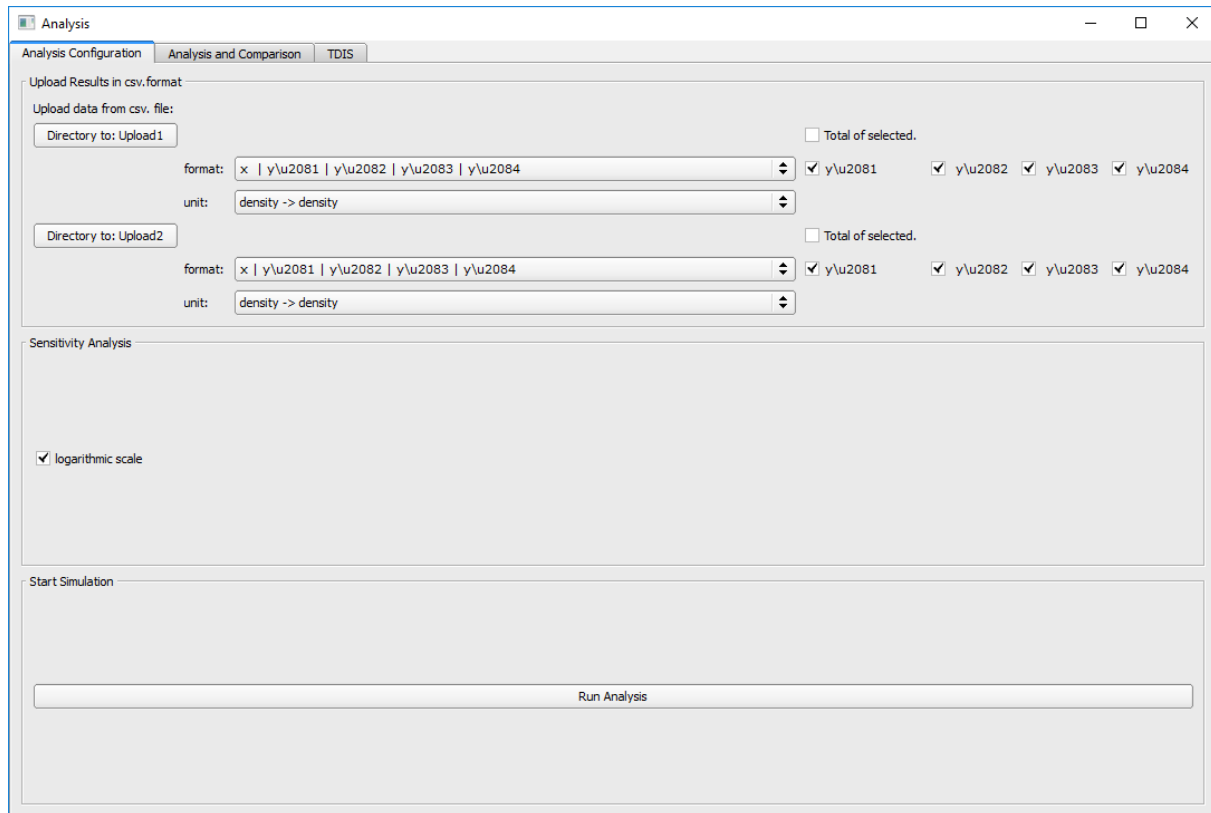 Analysis
Analysis Configuration Analysis and Comparison TDIS
Upload Results in csv.format
Upload data from csv. file:
Directory to: Upload1 Total of selected.
format: x | y\u2081 | y\u2082 | y\u2083 | y\u2084 y\u2081 y\u2082 y\u2083 y\u2084
unit: density -> density
Directory to: Upload2 Total of selected.
format: x | y\u2081 | y\u2082 | y\u2083 | y\u2084 y\u2081 y\u2082 y\u2083 y\u2084
unit: density -> density
Sensitivity Analysis
logarithmic scale
Start Simulation
Run Analysis